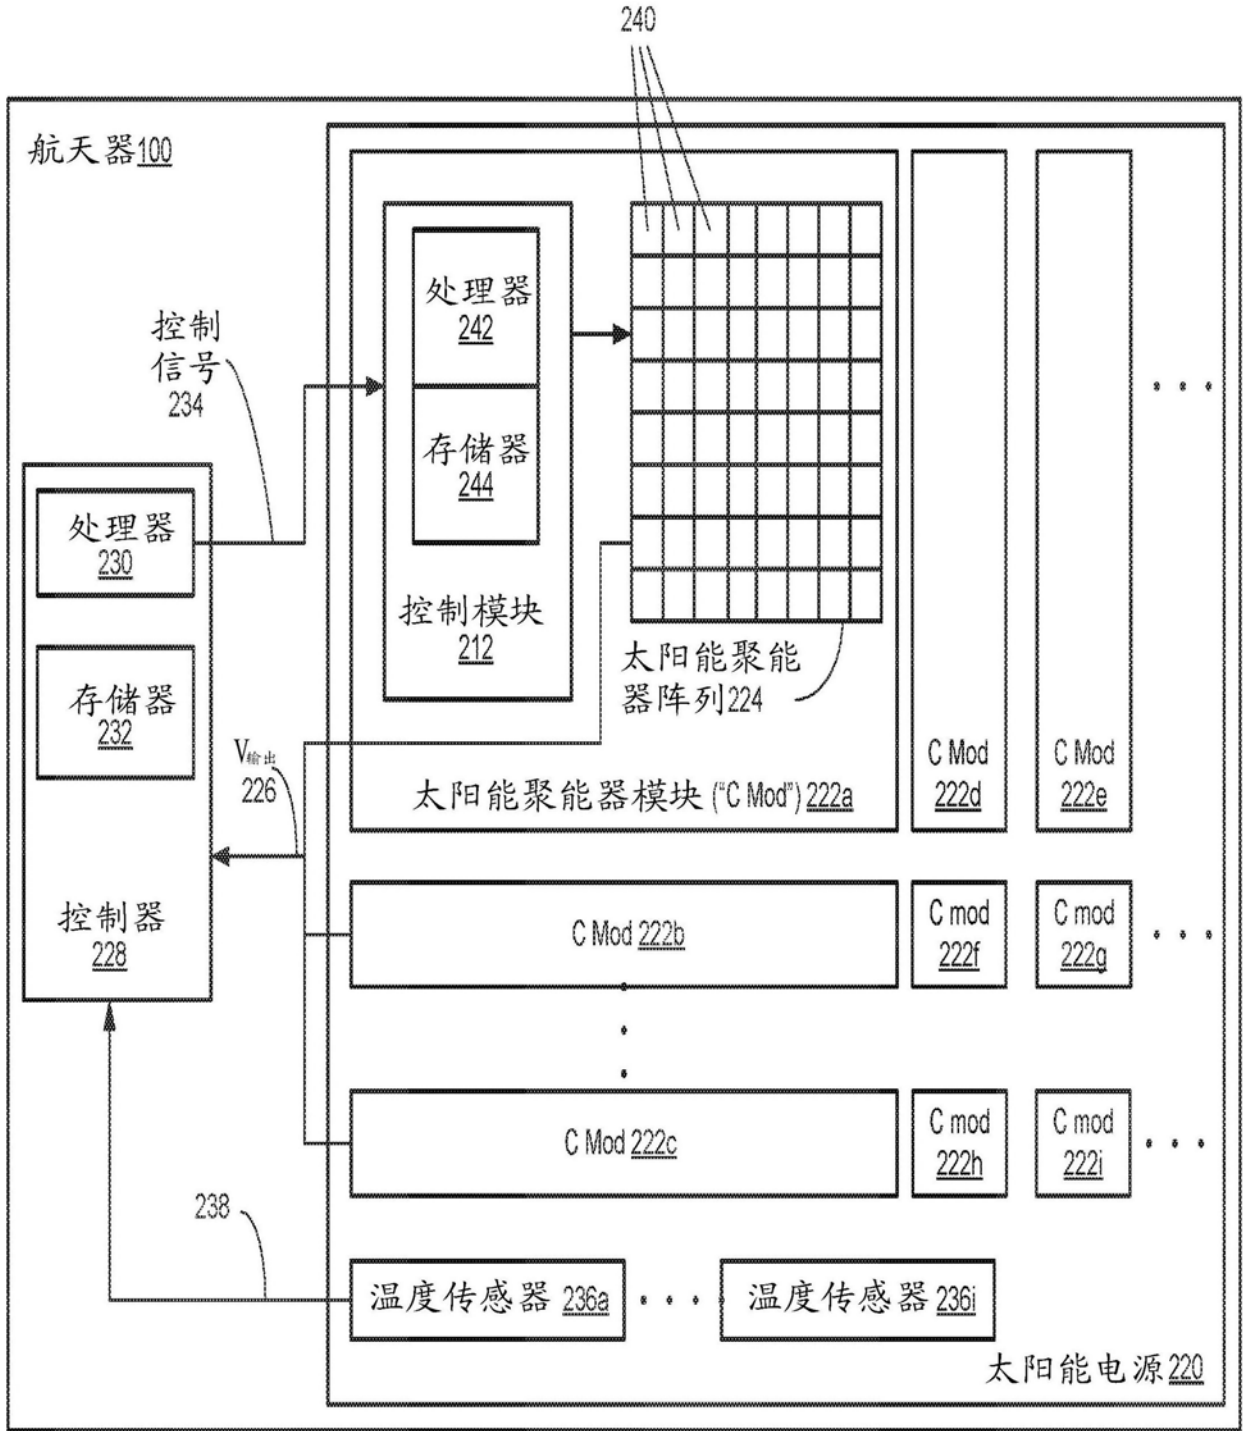 240
航天器100
处理器
242
控制
信号
234
存储器
244
处理器
230
控制模块
212
太阳能聚能
器阵列224
存储器
232
V输出
226
太阳能聚能器模块 ("C Mod") 222a
C Mod
222d
C Mod
222e
控制器
228
C Mod 222b
C mod
222f
C mod
222g
C Mod 222c
C mod
222h
C mod
222i
238
温度传感器 236a
温度传感器 236i
太阳能电源220